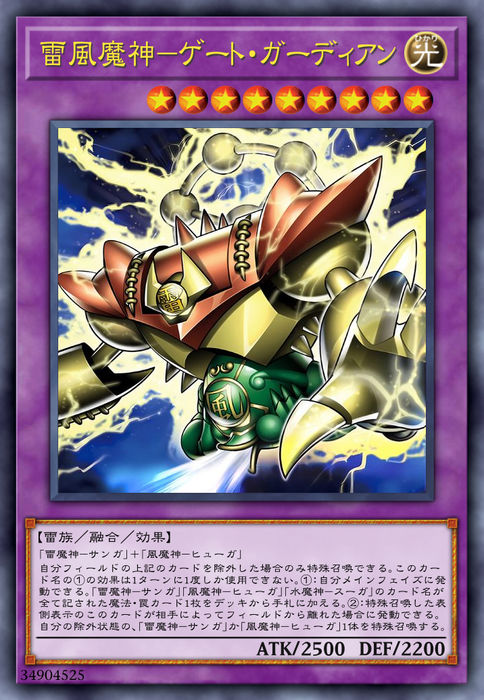 雷風魔神－ゲート・ガーディアン
ひかり
光
雷
風
【雷族／融合／効果】
「雷魔神－サンガ」＋「風魔神－ヒューガ」
自分フィールドの上記のカードを除外した場合のみ特殊召喚できる。このカー
ド名の①の効果は1ターンに1度しか使用できない。①：自分メインフェイズに発
動できる。「雷魔神－サンガ」「風魔神－ヒューガ」「水魔神－スーガ」のカード名が
全て記された魔法・罠カード1枚をデッキから手札に加える。②：特殊召喚した表
側表示のこのカードが相手によってフィールドから離れた場合に発動できる。
自分の除外状態の、「雷魔神－サンガ」か「風魔神－ヒューガ」1体を特殊召喚する。
ATK/2500 DEF/2200
34904525